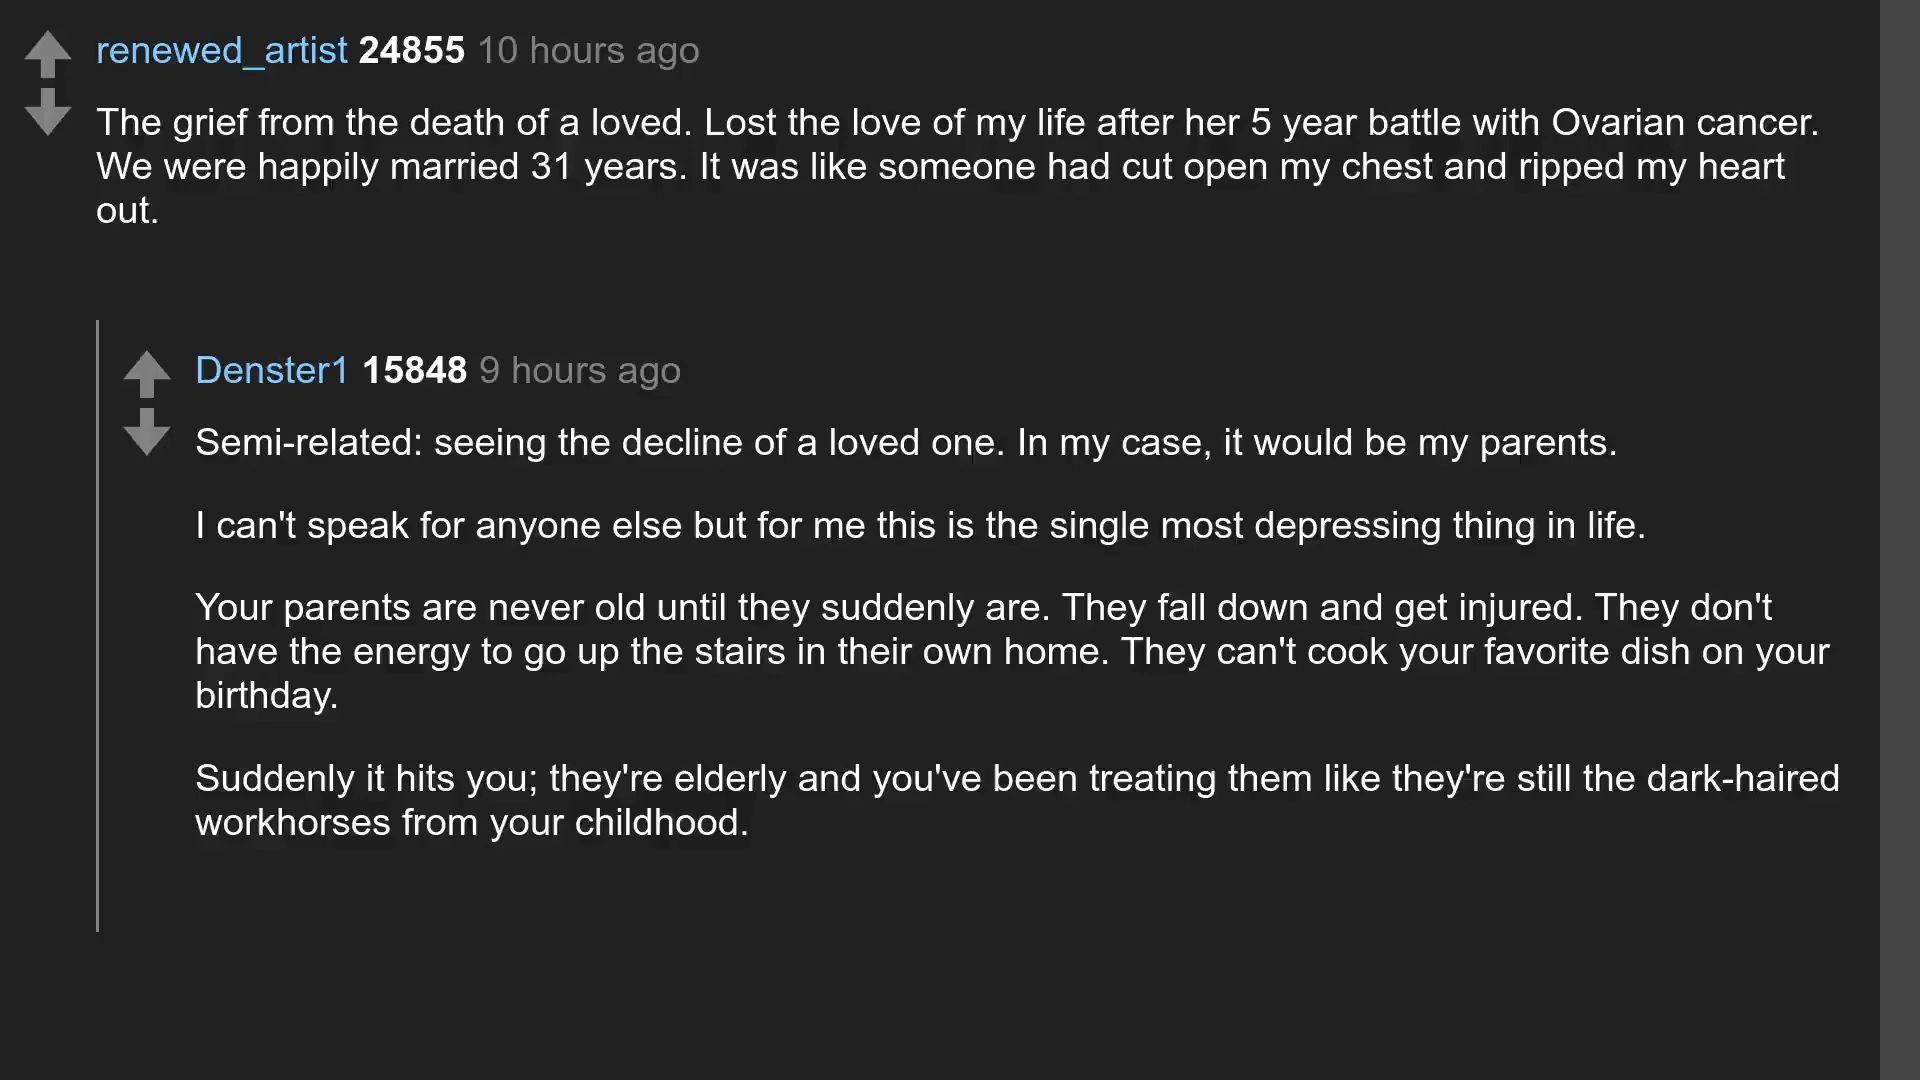 renewed_artist 24855 10 hours ago
The grief from the death of a loved. Lost the love of my life after her 5 year battle with Ovarian cancer.
We were happily married 31 years. It was like someone had cut open my chest and ripped my heart
out.
Denster1 15848 9 hours ago
Semi-related: seeing the decline of a loved one. In my case, it would be my parents.
I can't speak for anyone else but for me this is the single most depressing thing in life.
Your parents are never old until they suddenly are. They fall down and get injured. They don't
have the energy to go up the stairs in their own home. They can't cook your favorite dish on your
birthday.
Suddenly it hits you; they're elderly and you've been treating them like they're still the dark-haired
workhorses from your childhood.